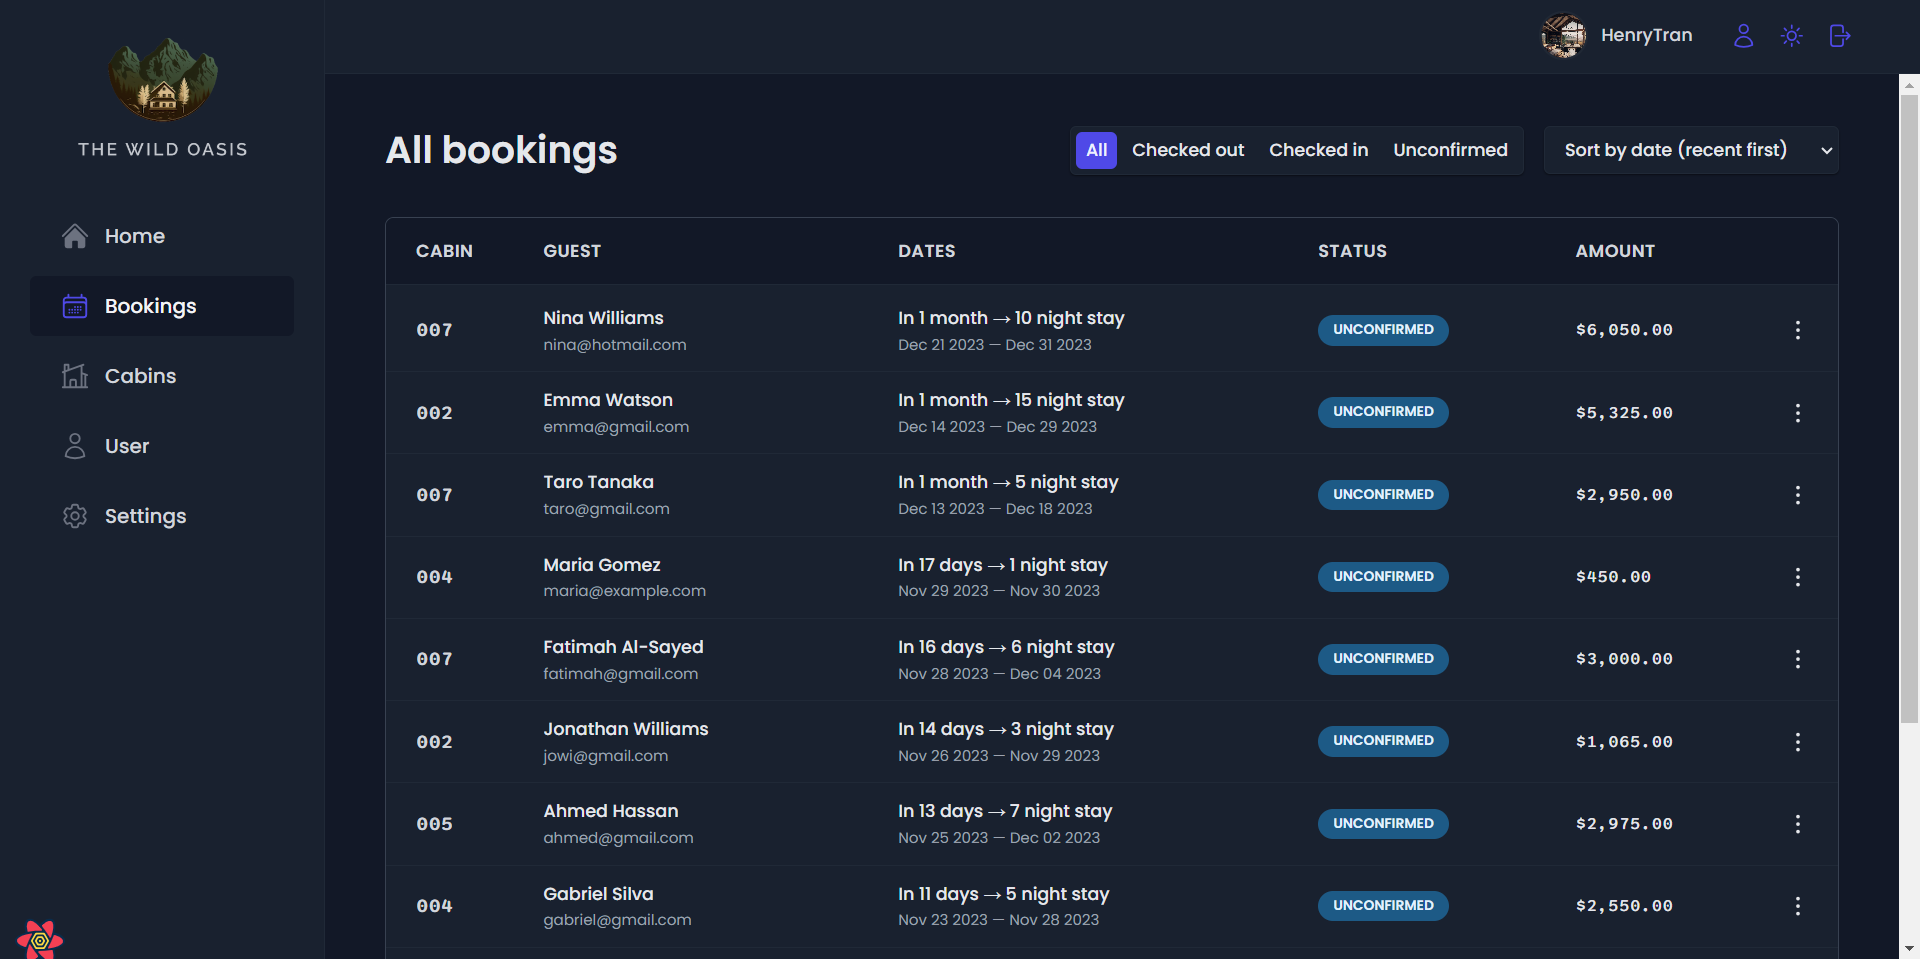 THE WILD OASIS
Home
Bookings
Cabins
User
Settings
HenryTran
All bookings
All Checked out Checked in Unconfirmed Sort by date (recent first)
CABIN GUEST DATES STATUS AMOUNT
007 Nina Williams In 1 month → 10 night stay UNCONFIRMED $6,050.00
nina@hotmail.com Dec 21 2023 — Dec 31 2023
002 Emma Watson In 1 month → 15 night stay UNCONFIRMED $5,325.00
emma@gmail.com Dec 14 2023 — Dec 29 2023
007 Taro Tanaka In 1 month → 5 night stay UNCONFIRMED $2,950.00
taro@gmail.com Dec 13 2023 — Dec 18 2023
004 Maria Gomez In 17 days → 1 night stay UNCONFIRMED $450.00
maria@example.com Nov 29 2023 — Nov 30 2023
007 Fatimah Al-Sayed In 16 days → 6 night stay UNCONFIRMED $3,000.00
fatimah@gmail.com Nov 28 2023 — Dec 04 2023
002 Jonathan Williams In 14 days → 3 night stay UNCONFIRMED $1,065.00
jowi@gmail.com Nov 26 2023 — Nov 29 2023
005 Ahmed Hassan In 13 days → 7 night stay UNCONFIRMED $2,975.00
ahmed@gmail.com Nov 25 2023 — Dec 02 2023
004 Gabriel Silva In 11 days → 5 night stay UNCONFIRMED $2,550.00
gabriel@gmail.com Nov 23 2023 — Nov 28 2023